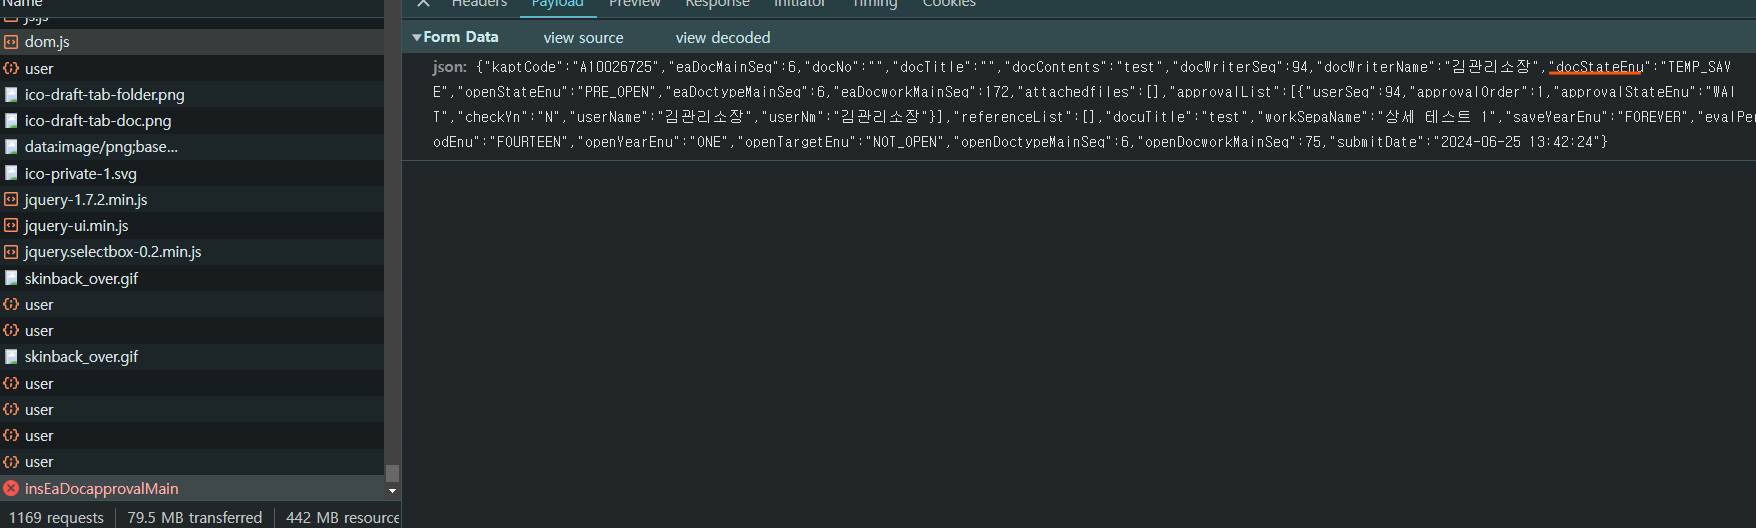 Name
js.js
dom.js
user
ico-draft-tab-folder.png
ico-draft-tab-doc.png
data:image/png;base...
ico-private-1.svg
jquery-1.7.2.min.js
jquery-ui.min.js
jquery.selectbox-0.2.min.js
skinback_over.gif
user
user
skinback_over.gif
user
user
user
user
insEaDocapprovalMain
1169 requests 79.5 MB transferred 442 MB resource
Headers Payload Preview Response Initiator Timing Cookies
Form Data view source view decoded
json: {"kaptCode":"A10026725","eaDocMainSeq":6,"docNo":"","docTitle":"","docContents":"test","docWriterSeq":94,"docWriterName":"김관리소장","docStateEnu":"TEMP_SAV
E","openStateEnu":"PRE_OPEN","eaDoctypeMainSeq":6,"eaDocworkMainSeq":172,"attachedfiles":[],"approvalList":[{"userSeq":94,"approvalOrder":1,"approvalStateEnu":"WAI
T","checkYn":"N","userName":"김관리소장","userNm":"김관리소장"}],"referenceList":[],"docuTitle":"test","workSepaName":"상세 테스트 1","saveYearEnu":"FOREVER","evalPer
odEnu":"FOURTEEN","openYearEnu":"ONE","openTargetEnu":"NOT_OPEN","openDoctypeMainSeq":6,"openDocworkMainSeq":75,"submitDate":"2024-06-25 13:42:24"}